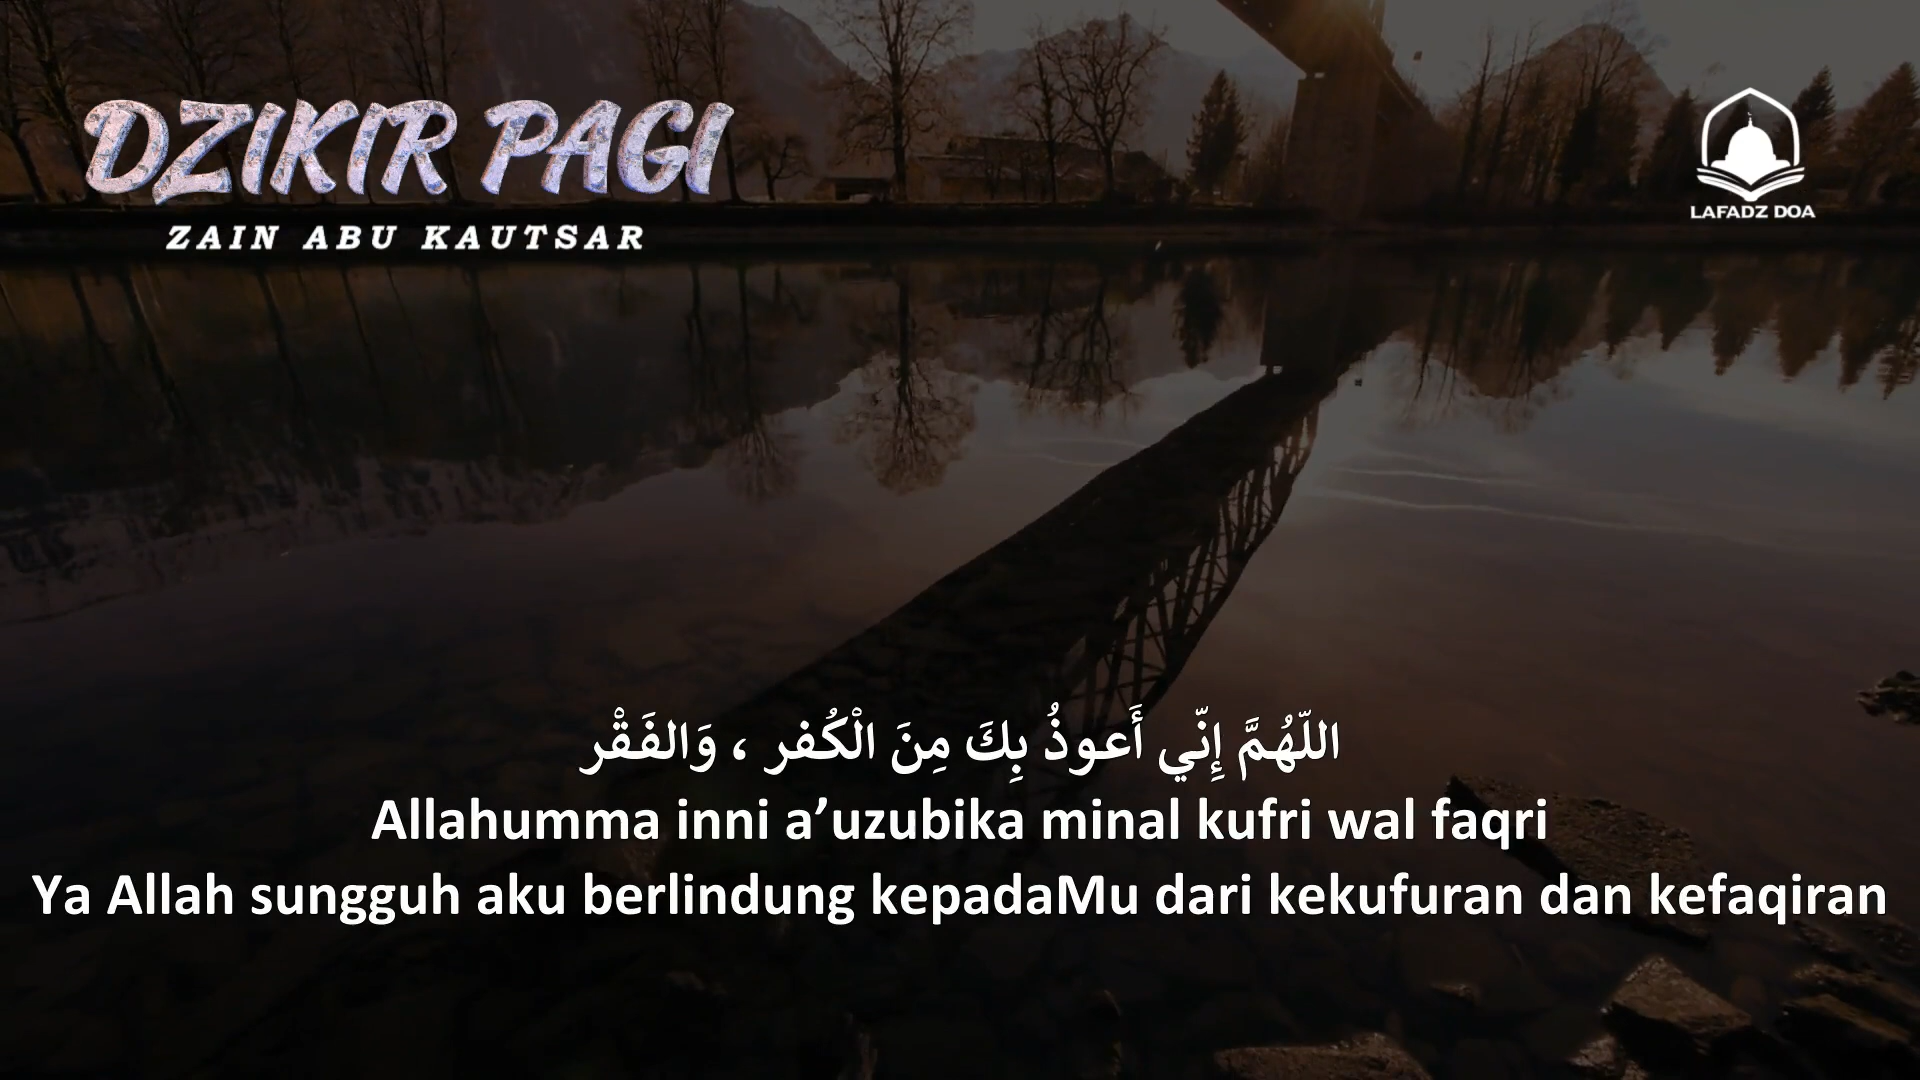 DZIKIR PAGI
ZAIN ABU KAUTSAR
LAFADZ DOA
اللّهُمَّ إِنّي أَعوذُ بِكَ مِنَ الْكُفر ، وَالفَقْر
Allahumma inni a’uzubika minal kufri wal faqri
Ya Allah sungguh aku berlindung kepadaMu dari kekufuran dan kefaqiran